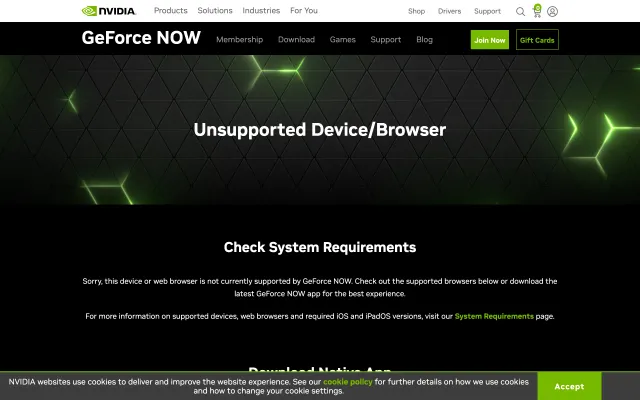 NVIDIA.
Products Solutions Industries For You
Shop Drivers Support
GeForce NOW
Membership Download Games Support Blog
Join Now
Gift Cards
Unsupported Device/Browser
Check System Requirements
Sorry, this device or web browser is not currently supported by GeForce NOW. Check out the supported browsers below or download the
latest GeForce NOW app for the best experience.
For more information on supported devices, web browsers and required iOS and iPadOS versions, visit our System Requirements page.
Download Native App
NVIDIA websites use cookies to deliver and improve the website experience. See our cookie policy for further details on how we use cookies
and how to change your cookie settings.
Accept